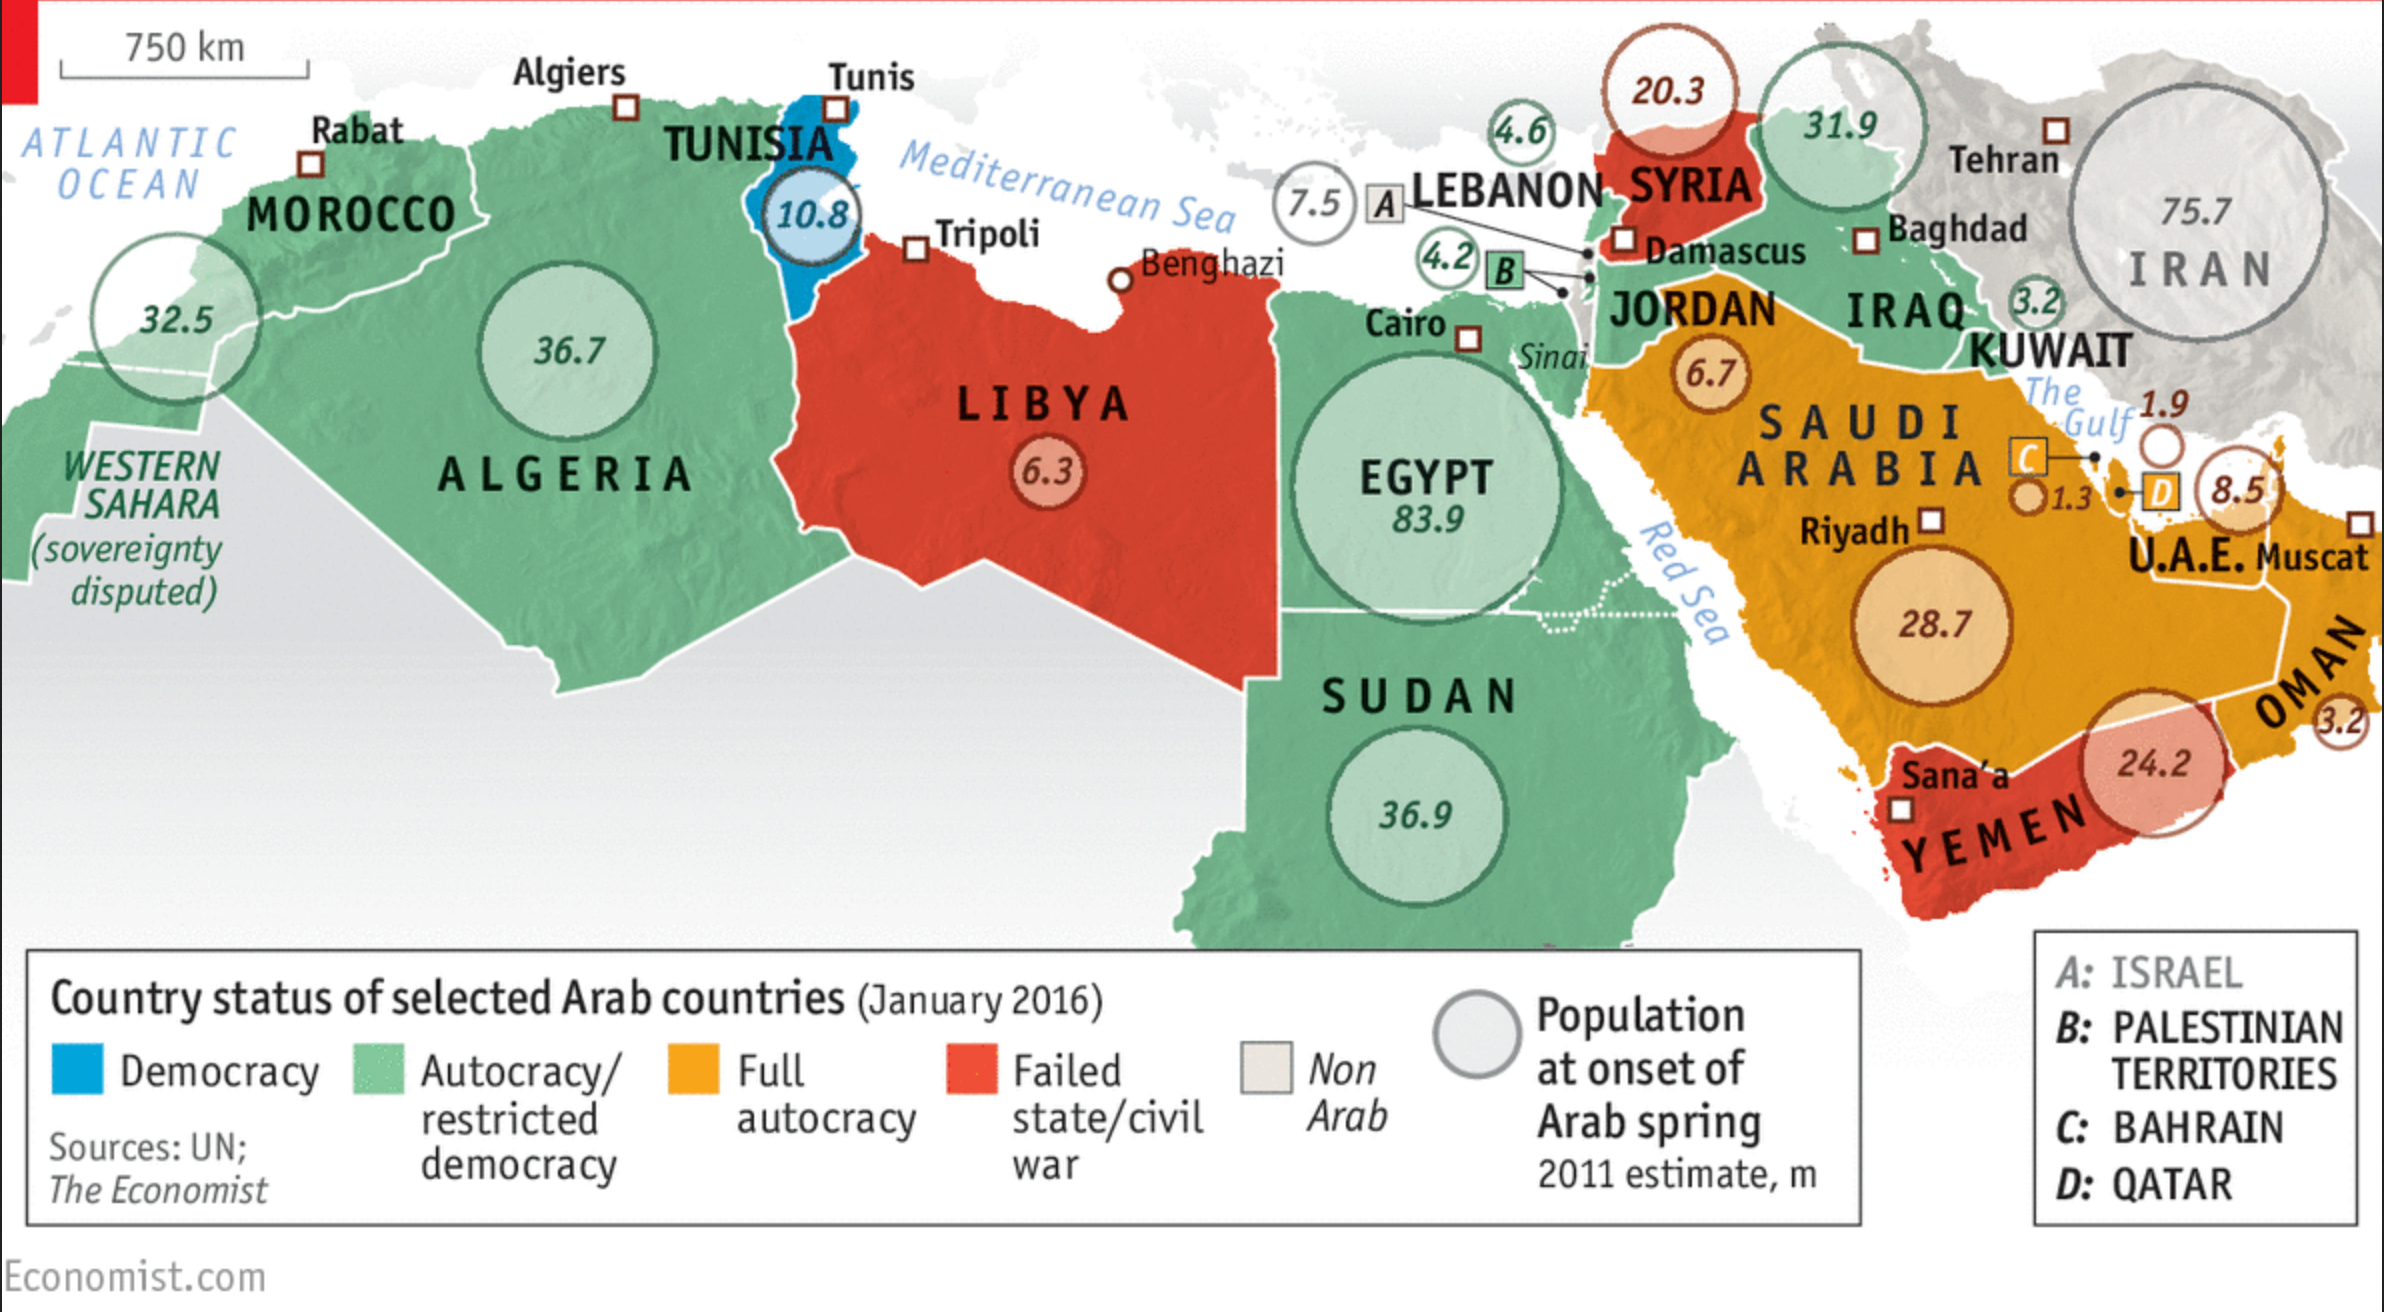 750 km
ATLANTIC
OCEAN
Rabat
MOROCCO
32.5
WESTERN
SAHARA
(sovereignty
disputed)
Algiers
36.7
ALGERIA
Tunis
TUNISIA
10.8
Mediterranean Sea
Tripoli
Benghazi
LIBYA
6.3
Cairo
Sinai
EGYPT
83.9
SUDAN
36.9
Red Sea
4.6
LEBANON
7.5
A
4.2
B
20.3
SYRIA
Damascus
JORDAN
6.7
31.9
Baghdad
IRAQ
3.2
KUWAIT
Tehran
75.7
IRAN
The
Gulf
SAUDI
ARABIA
Riyadh
28.7
C
1.3
1.9
D
8.5
U.A.E.
Muscat
OMAN
3.2
Sana'a
YEMEN
24.2
Country status of selected Arab countries (January 2016)
Democracy
Autocracy/
restricted
democracy
Full
autocracy
Failed
state/civil
war
Non
Arab
Population
at onset of
Arab spring
2011 estimate, m
Sources: UN;
The Economist
A: ISRAEL
B: PALESTINIAN
TERRITORIES
C: BAHRAIN
D: QATAR
Economist.com